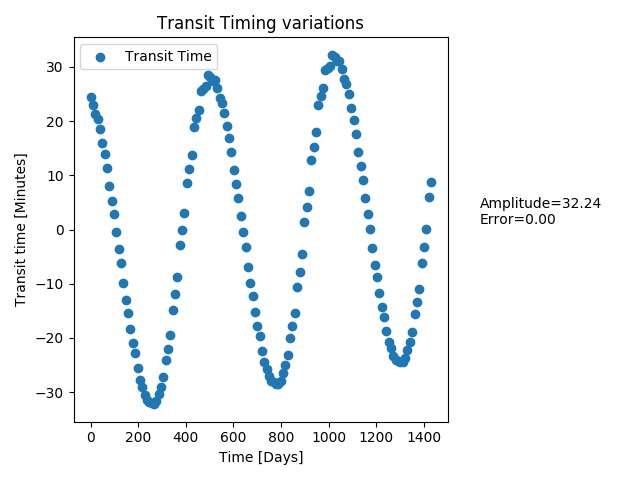 Transit Timing variations
Transit Time
Transit time [Minutes]
30
20
10
0
−10
−20
−30
0
200
400
600
800
1000
1200
1400
Time [Days]
Amplitude=32.24
Error=0.00